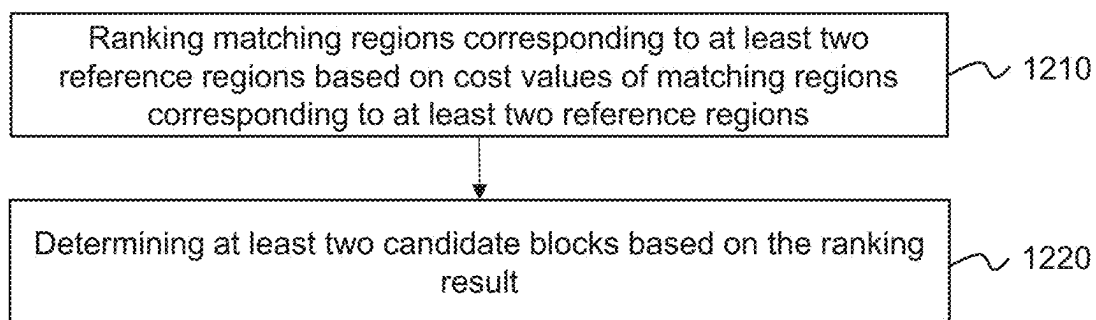 Ranking matching regions corresponding to at least two
reference regions based on cost values of matching regions
corresponding to at least two reference regions
1210
Determining at least two candidate blocks based on the ranking
result
1220